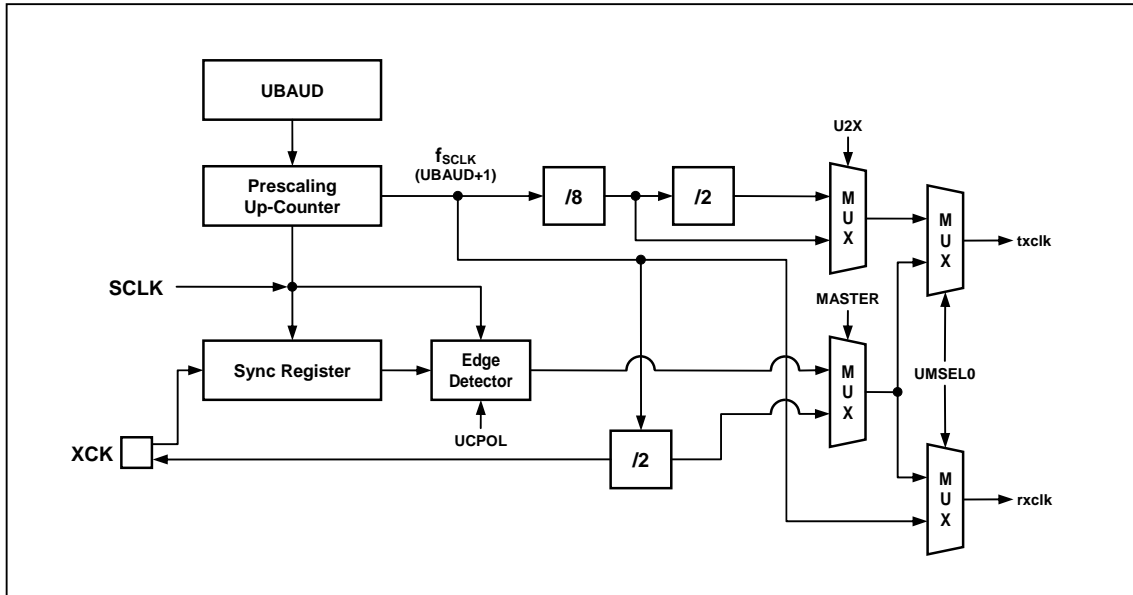 UBAUD
U2X
fSCLK
(UBAUD+1)
Prescaling
Up-Counter
/8
/2
M
U
X
M
U
X
txclk
SCLK
MASTER
Sync Register
Edge
Detector
M
U
X
UMSEL0
UCPOL
XCK
/2
M
U
X
rxclk